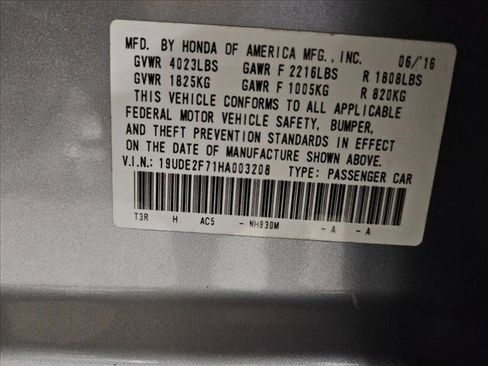 MFD. BY HONDA OF AMERICA MFG., INC. 06/'16
GVWR 4023LBS GAWR F 2216LBS R 1808LBS
GVWR 1825KG GAWR F 1005KG R 820KG
THIS VEHICLE CONFORMS TO ALL APPLICABLE
FEDERAL MOTOR VEHICLE SAFETY, BUMPER,
AND THEFT PREVENTION STANDARDS IN EFFECT
ON THE DATE OF MANUFACTURE SHOWN ABOVE.
V.I.N.: 19UDE2F71HA003208 TYPE: PASSENGER CAR
T3R H AC5 - NH830M - A - A